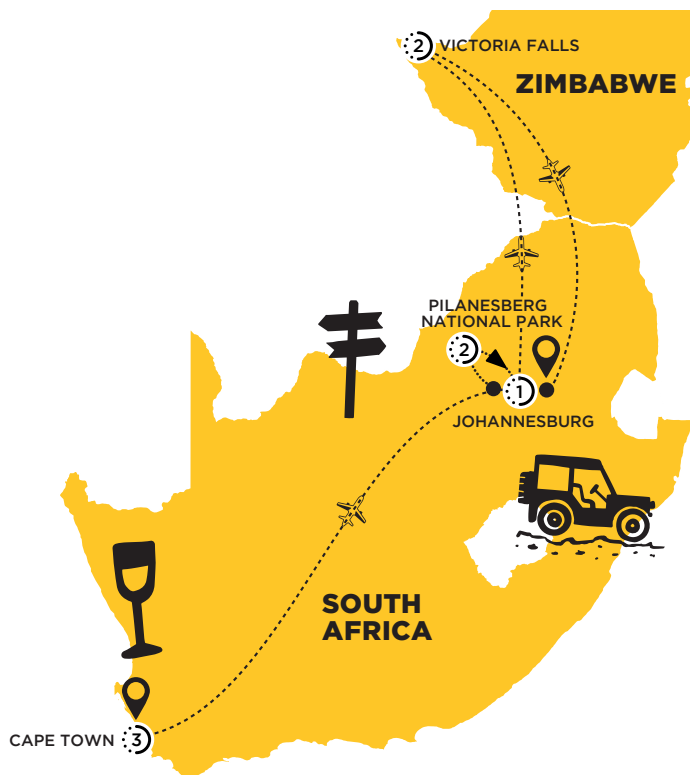 2 VICTORIA FALLS
ZIMBABWE
PILANESBERG
NATIONAL PARK
2
1
JOHANNESBURG
SOUTH
AFRICA
CAPE TOWN 3